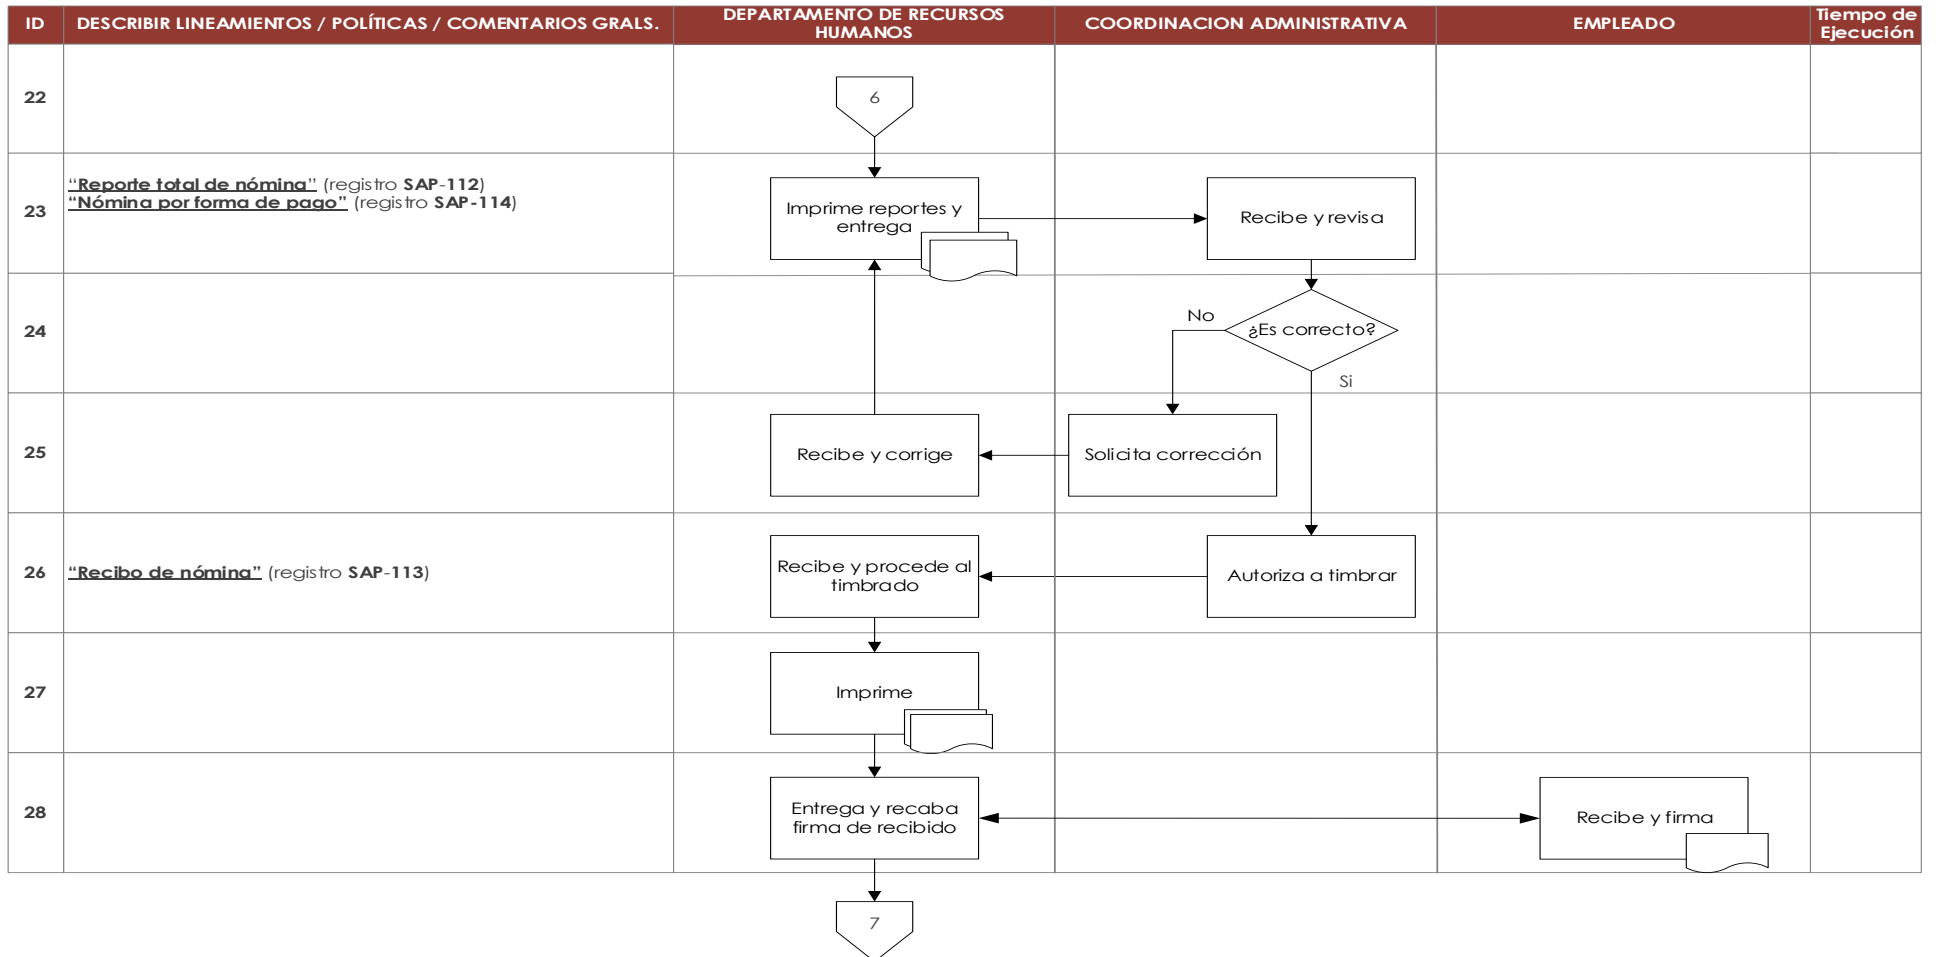 ID
DESCRIBIR LINEAMIENTOS / POLÍTICAS / COMENTARIOS GRALS.
DEPARTAMENTO DE RECURSOS
HUMANOS
COORDINACION ADMINISTRATIVA
EMPLEADO
Tiempo de
Ejecución
22
6
23
“Reporte total de nómina” (registro SAP-112)
“Nómina por forma de pago” (registro SAP-114)
Imprime reportes y
entrega
Recibe y revisa
24
No
¿Es correcto?
Si
25
Recibe y corrige
Solicita corrección
26
“Recibo de nómina” (registro SAP-113)
Recibe y procede al
timbrado
Autoriza a timbrar
27
Imprime
28
Entrega y recaba
firma de recibido
Recibe y firma
7